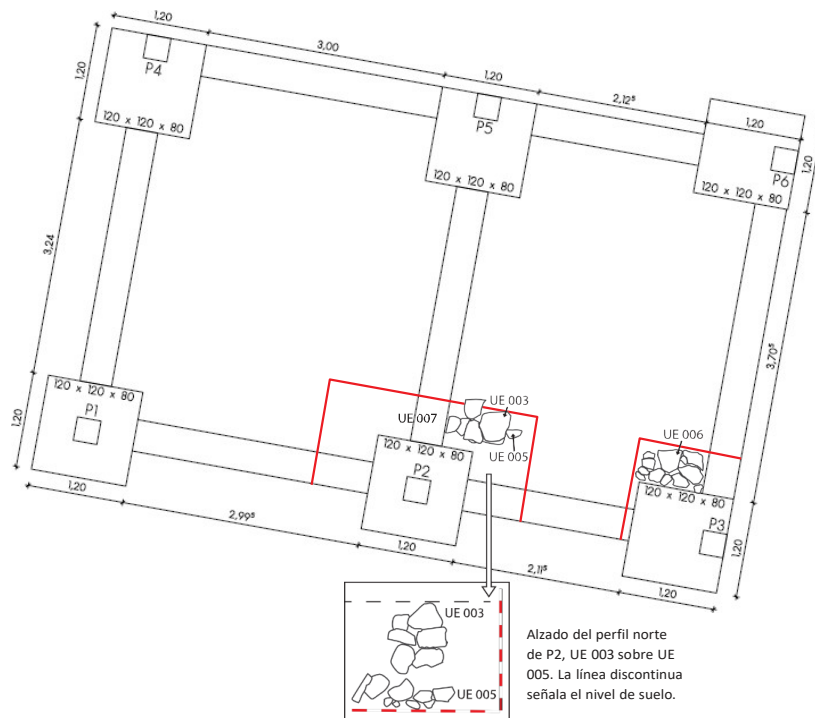 1,20
3,00
1,20
2,12⁵
1,20
1,20
P4
120 x 120 x 80
P5
120 x 120 x 80
P6
120 x 120 x 80
1,20
3,24
3,70⁵
120 x 120 x 80
P1
1,20
UE 003
UE 007
UE 005
UE 006
120 x 120 x 80
P2
120 x 120 x 80
P3
1,20
1,20
2,99⁵
1,20
2,11⁵
1,20
UE 003
UE 005
Alzado del perfil norte
de P2, UE 003 sobre UE
005. La línea discontinua
señala el nivel de suelo.